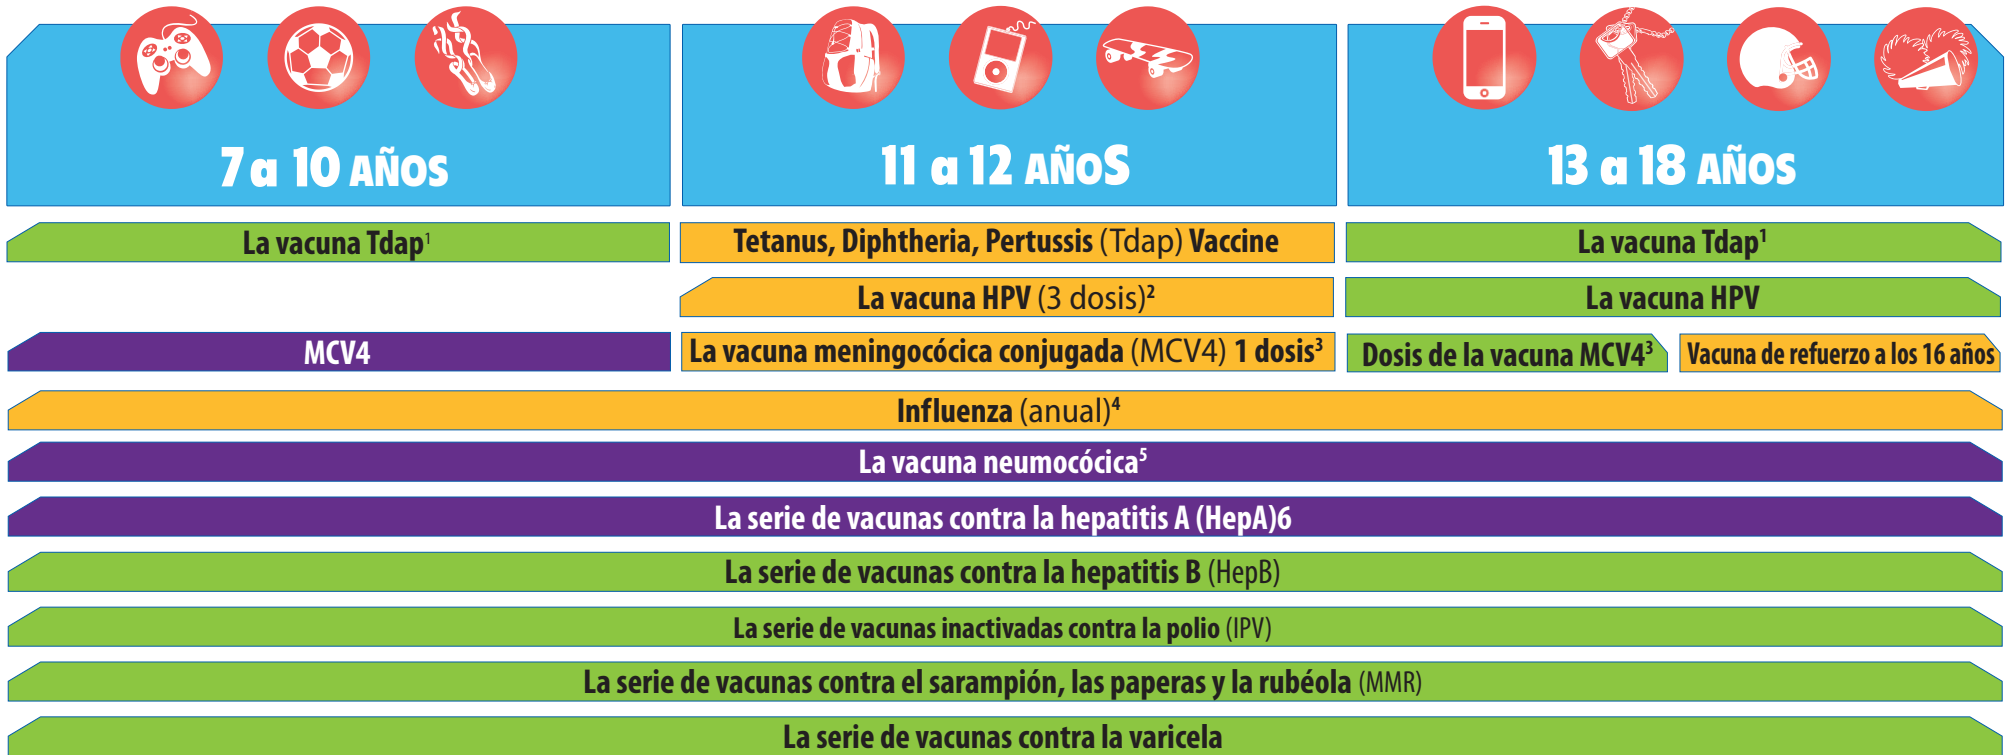 7 a 10 AÑOS
11 a 12 AÑOS
13 a 18 AÑOS
La vacuna Tdap¹
Tetanus, Diphtheria, Pertussis (Tdap) Vaccine
La vacuna Tdap¹
La vacuna HPV (3 dosis)²
La vacuna HPV
MCV4
La vacuna meningocócica conjugada (MCV4) 1 dosis³
Dosis de la vacuna MCV4³
Vacuna de refuerzo a los 16 años
Influenza (anual)⁴
La vacuna neumocócica⁵
La serie de vacunas contra la hepatitis A (HepA)6
La serie de vacunas contra la hepatitis B (HepB)
La serie de vacunas inactivadas contra la polio (IPV)
La serie de vacunas contra el sarampión, las paperas y la rubéola (MMR)
La serie de vacunas contra la varicela